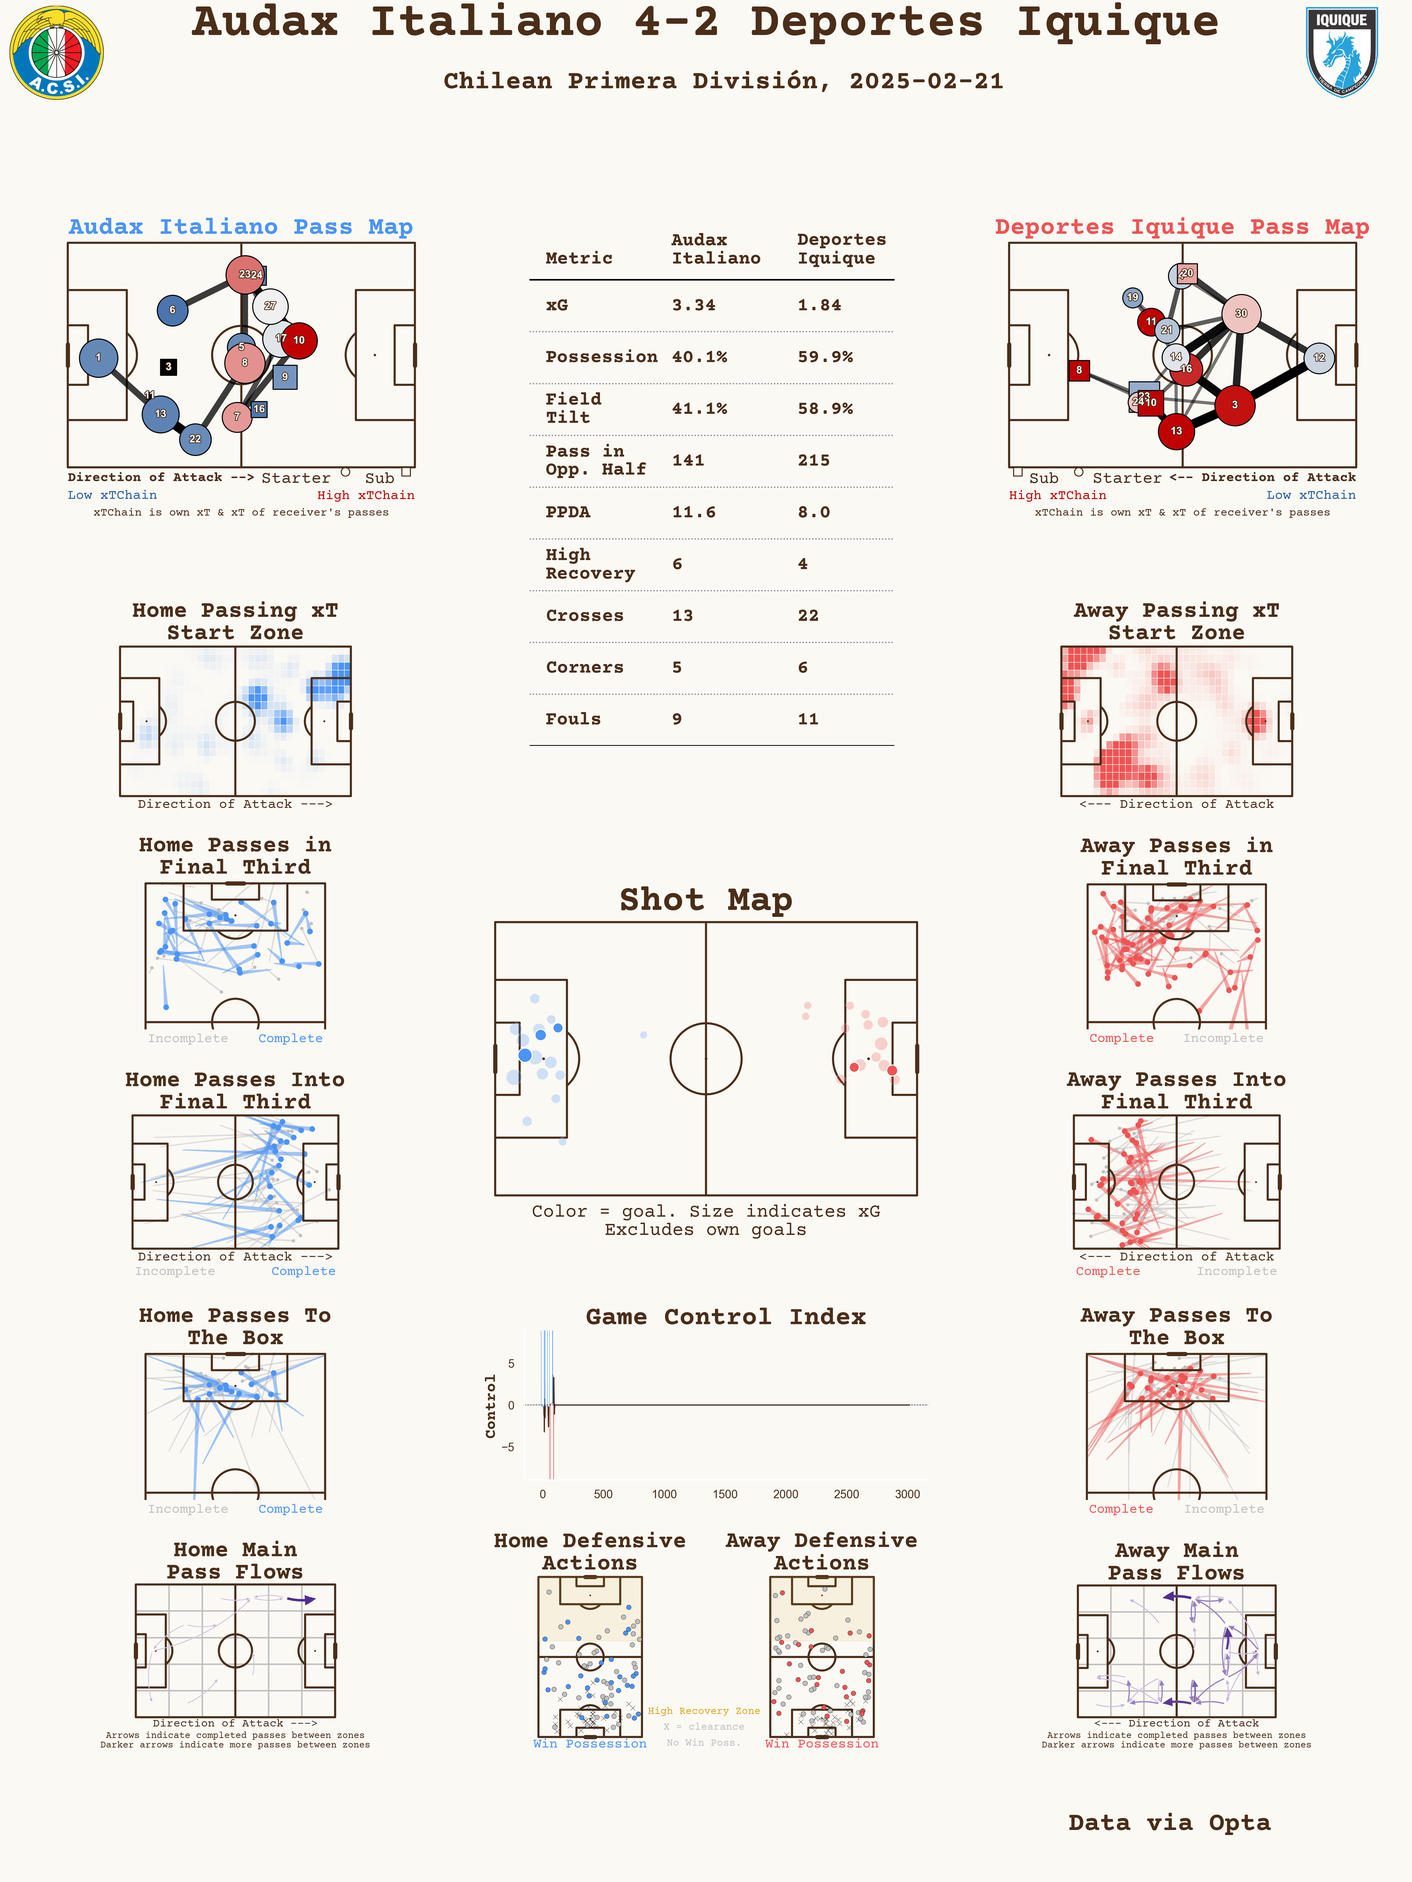 Audax Italiano 4-2 Deportes Iquique
Chilean Primera División, 2025-02-21
A.C.S.I.
IQUIQUE
Audax Italiano Pass Map
23
24
6
27
17
10
5
8
1
3
9
11
13
16
7
22
Direction of Attack --> Starter Sub
Low xTChain High xTChain
xTChain is own xT & xT of receiver's passes
Metric Audax Italiano Deportes Iquique
xG 3.34 1.84
Possession 40.1% 59.9%
Field Tilt 41.1% 58.9%
Pass in Opp. Half 141 215
PPDA 11.6 8.0
High Recovery 6 4
Crosses 13 22
Corners 5 6
Fouls 9 11
Deportes Iquique Pass Map
20
19
11
21
30
14
12
8
16
23
24
10
3
13
Sub Starter <-- Direction of Attack
High xTChain Low xTChain
xTChain is own xT & xT of receiver's passes
Home Passing xT
Start Zone
Direction of Attack --->
Away Passing xT
Start Zone
<--- Direction of Attack
Home Passes in
Final Third
Incomplete Complete
Away Passes in
Final Third
Complete Incomplete
Shot Map
Color = goal. Size indicates xG
Excludes own goals
Home Passes Into
Final Third
Direction of Attack --->
Incomplete Complete
Away Passes Into
Final Third
<--- Direction of Attack
Complete Incomplete
Home Passes To
The Box
Incomplete Complete
Game Control Index
Control
5
0
−5
0 500 1000 1500 2000 2500 3000
Away Passes To
The Box
Complete Incomplete
Home Main
Pass Flows
Direction of Attack --->
Arrows indicate completed passes between zones
Darker arrows indicate more passes between zones
Home Defensive
Actions
Win Possession
Away Defensive
Actions
Win Possession
High Recovery Zone
X = clearance
No Win Poss.
Away Main
Pass Flows
<--- Direction of Attack
Arrows indicate completed passes between zones
Darker arrows indicate more passes between zones
Data via Opta